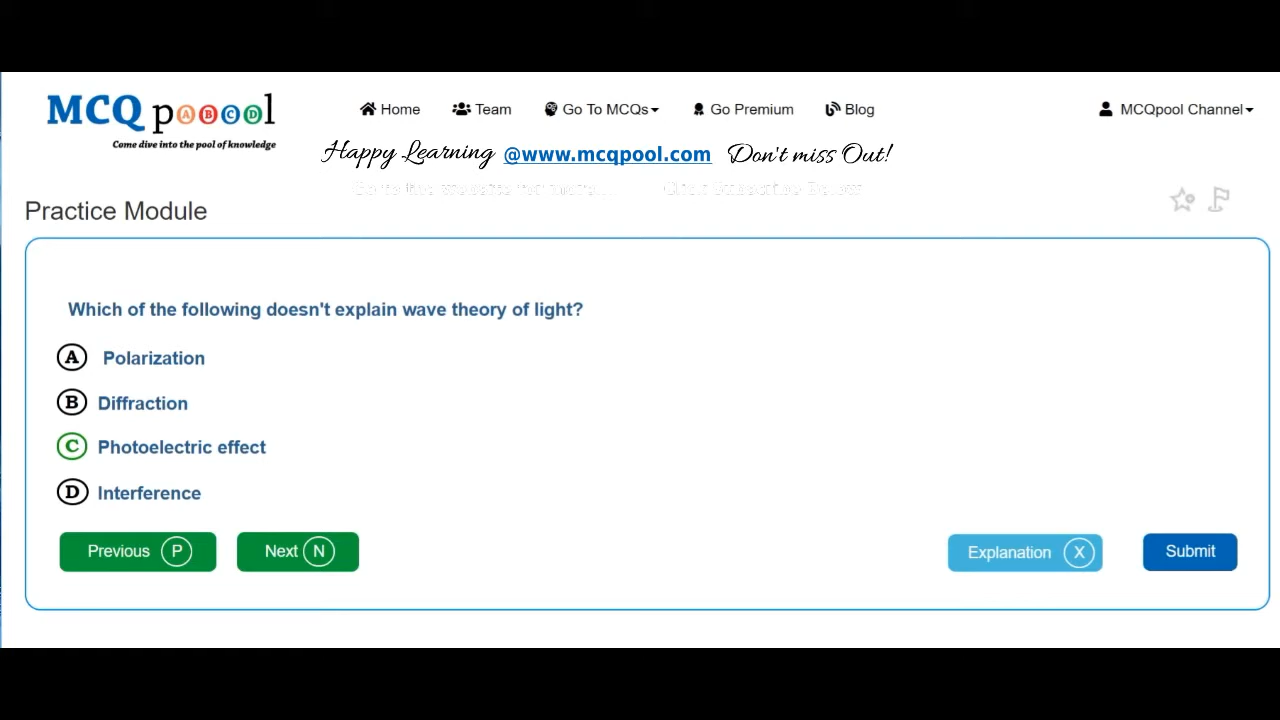 MCQ pool
A B C D
Come dive into the pool of knowledge
Home Team Go To MCQs Go Premium Blog MCQpool Channel
Happy Learning @www.mcqpool.com Don't miss Out!
Practice Module
Which of the following doesn't explain wave theory of light?
A Polarization
B Diffraction
C Photoelectric effect
D Interference
Previous P Next N Explanation X Submit